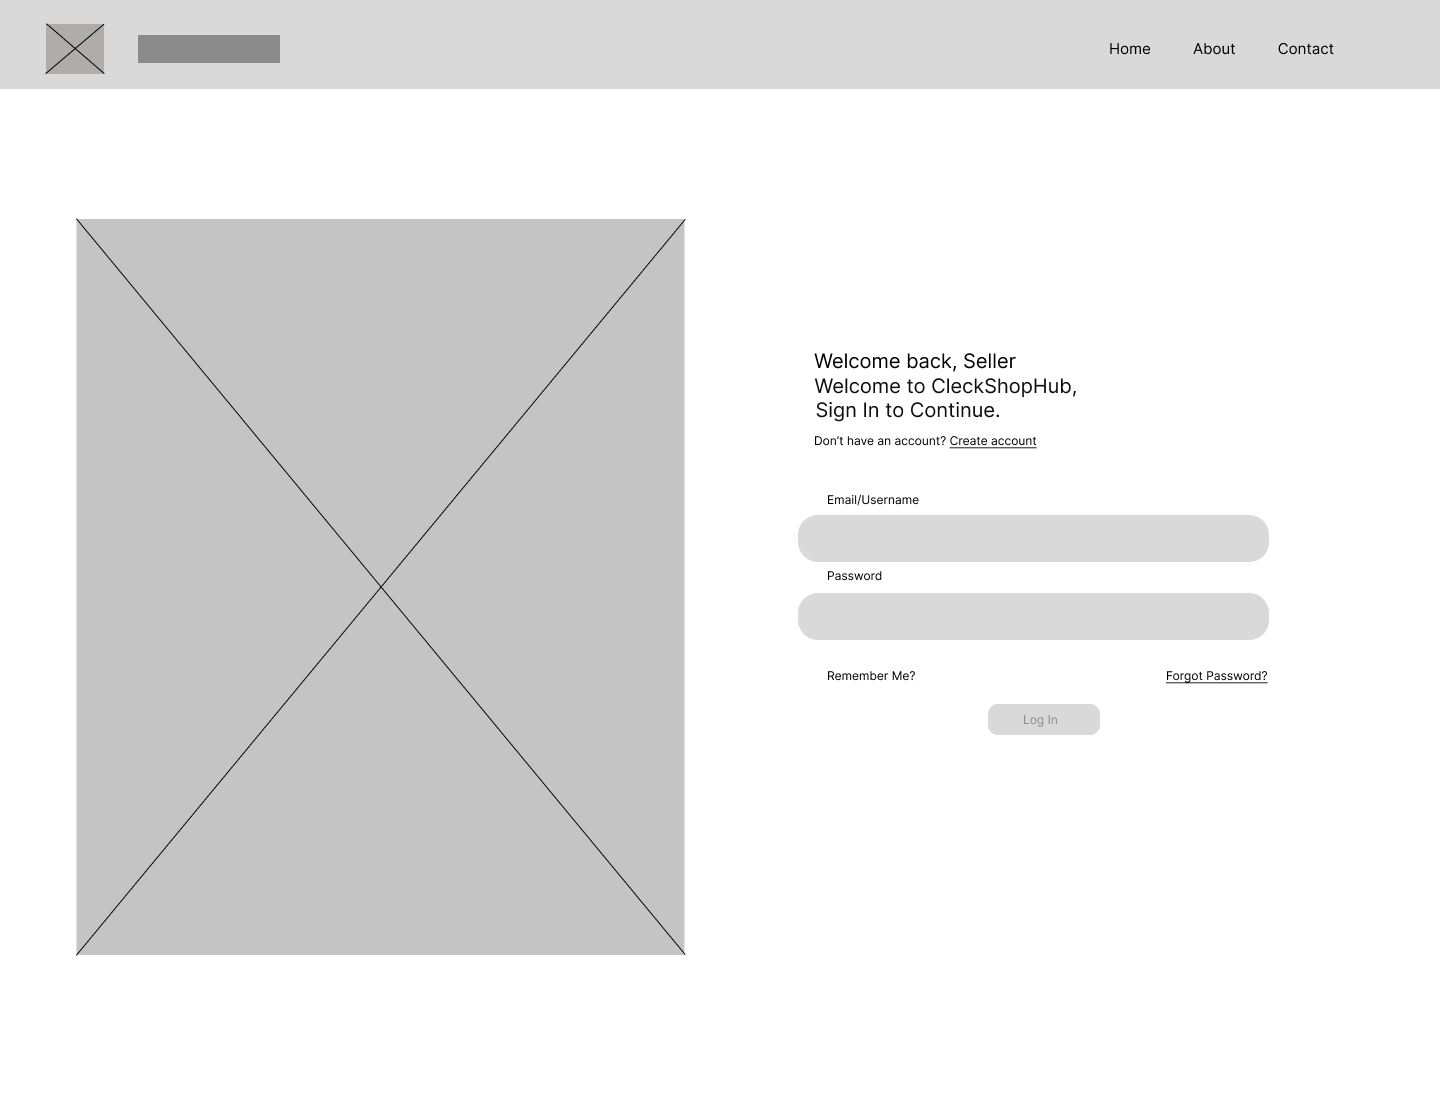 Home About Contact
Welcome back, Seller
Welcome to CleckShopHub,
Sign In to Continue.
Don’t have an account? Create account
Email/Username
Password
Remember Me? Forgot Password?
Log In